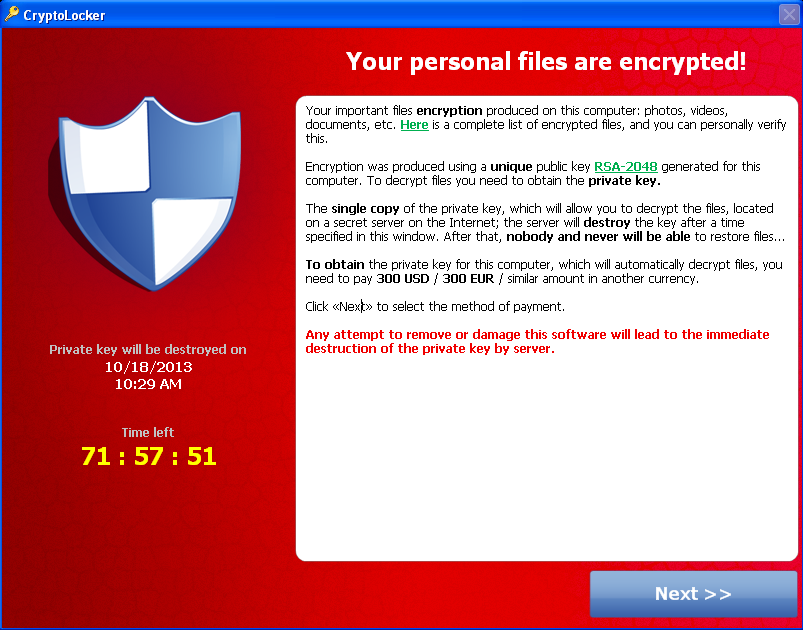 CryptoLocker
Your personal files are encrypted!
Your important files encryption produced on this computer: photos, videos,
documents, etc. Here is a complete list of encrypted files, and you can personally verify
this.
Encryption was produced using a unique public key RSA-2048 generated for this
computer. To decrypt files you need to obtain the private key.
The single copy of the private key, which will allow you to decrypt the files, located
on a secret server on the Internet; the server will destroy the key after a time
specified in this window. After that, nobody and never will be able to restore files...
To obtain the private key for this computer, which will automatically decrypt files, you
need to pay 300 USD / 300 EUR / similar amount in another currency.
Click «Next» to select the method of payment.
Any attempt to remove or damage this software will lead to the immediate
destruction of the private key by server.
Private key will be destroyed on
10/18/2013
10:29 AM
Time left
71 : 57 : 51
Next >>